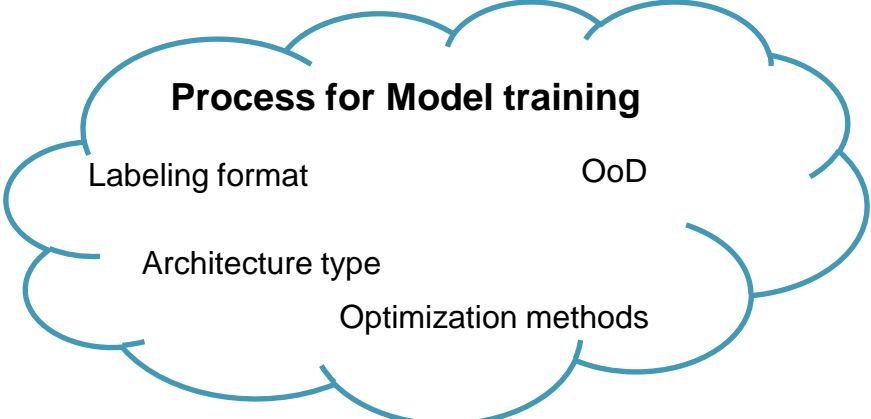 Process for Model training
Labeling format
OoD
Architecture type
Optimization methods